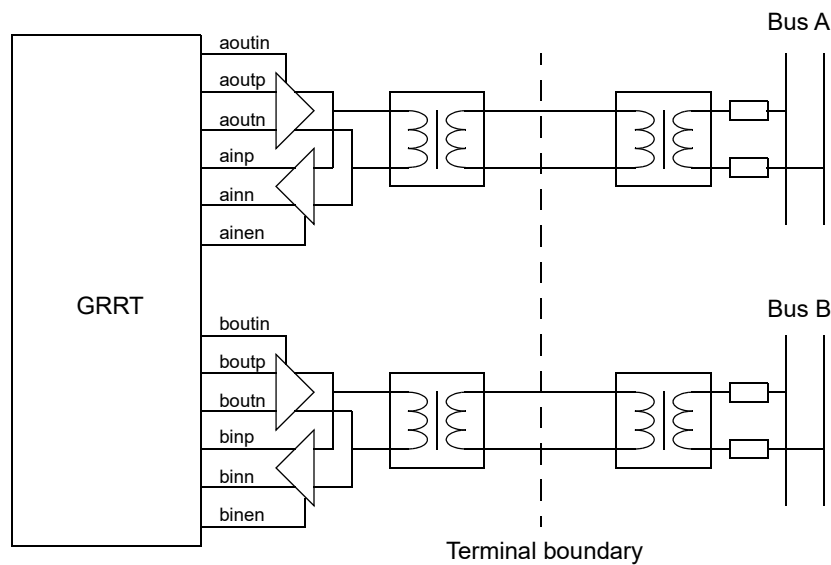 Bus A
aoutin
aoutp
aoutn
ainp
ainn
ainen
GRRT
Bus B
boutin
boutp
boutn
binp
binn
binen
Terminal boundary